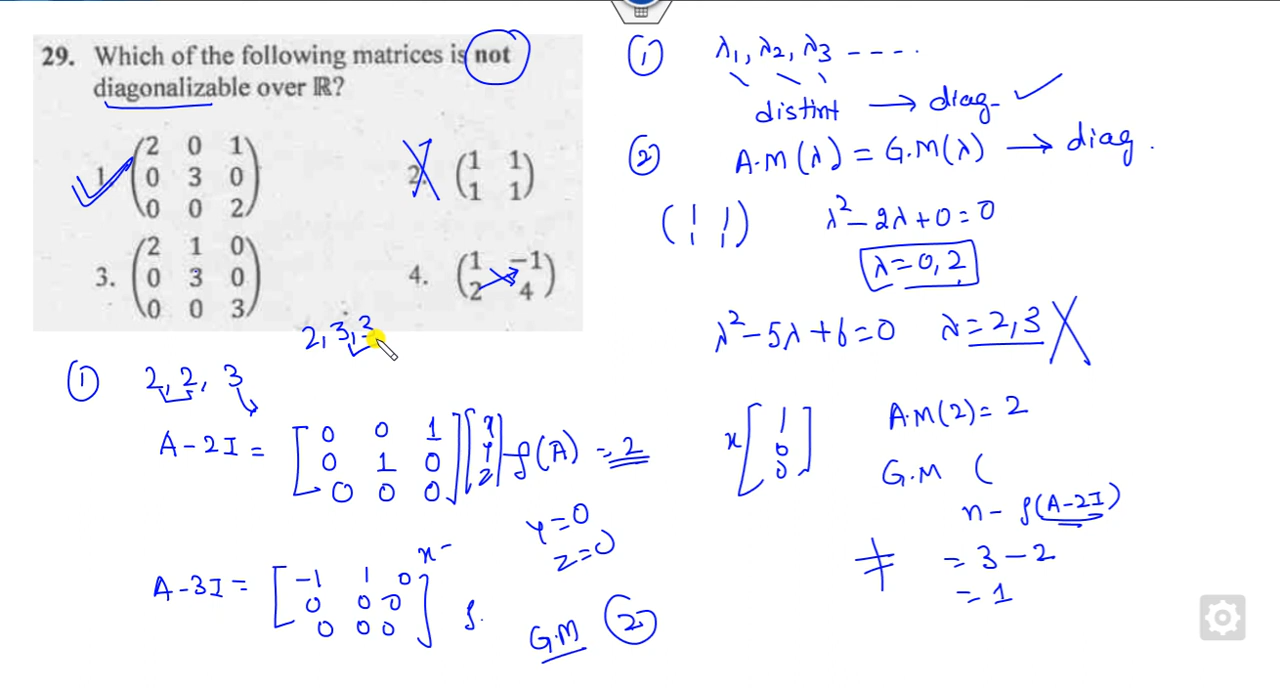 29. Which of the following matrices is not
diagonalizable over ℝ?
1. (2 0 1
0 3 0
0 0 2)
2. (1 1
1 1)
3. (2 1 0
0 3 0
0 0 3)
4. (1 -1
2 4)
2, 3, 3
① 2, 2, 3
A-2I = [0 0 1
0 1 0
0 0 0] [x
y
z] ρ(A) = 2
Y=0
Z=0
A-3I = [-1 1 0
0 0 0
0 0 0] ρ.
x-
G.M ②
① λ1, λ2, λ3 ----.
distint → diag- ✓
② A.M(λ) = G.M(λ) → diag.
(1 1
1 1) λ²-2λ+0=0
λ=0,2
λ²-5λ+6=0 λ=2,3 X
x [1
0
0]
A.M(2)=2
G.M (
n- ρ(A-2I)
≠ = 3-2
= 1